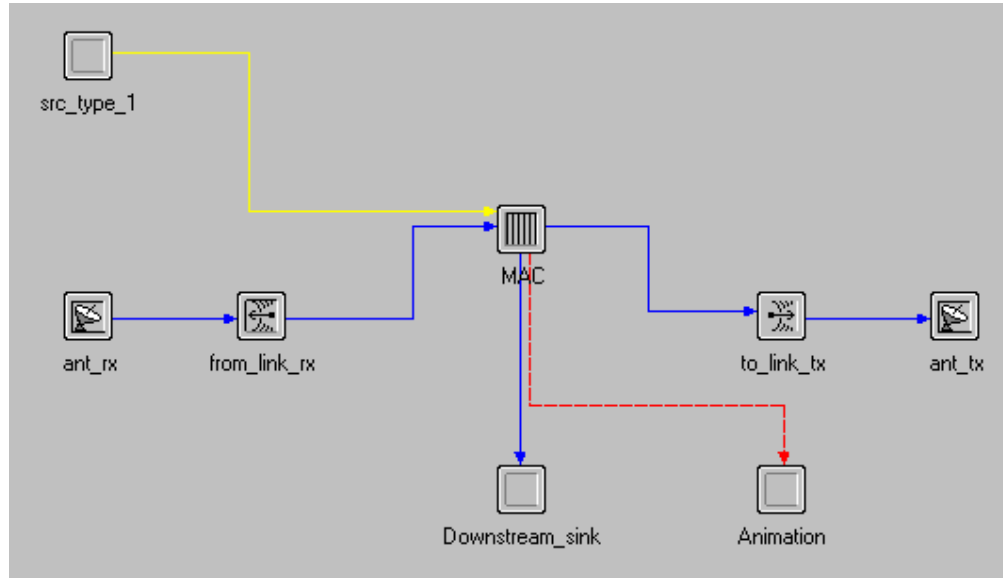 src_type_1
MAC
ant_rx
from_link_rx
to_link_tx
ant_tx
Downstream_sink
Animation